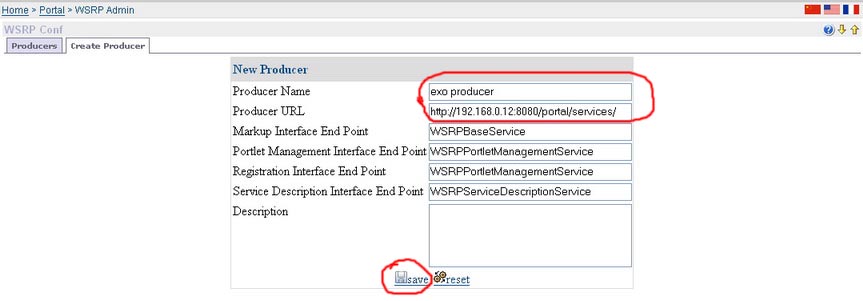 Home > Portal > WSRP Admin
WSRP Conf
Producers Create Producer
New Producer
Producer Name exo producer
Producer URL http://192.168.0.12:8080/portal/services/
Markup Interface End Point WSRPBaseService
Portlet Management Interface End Point WSRPPortletManagementService
Registration Interface End Point WSRPPortletManagementService
Service Description Interface End Point WSRPServiceDescriptionService
Description
save reset